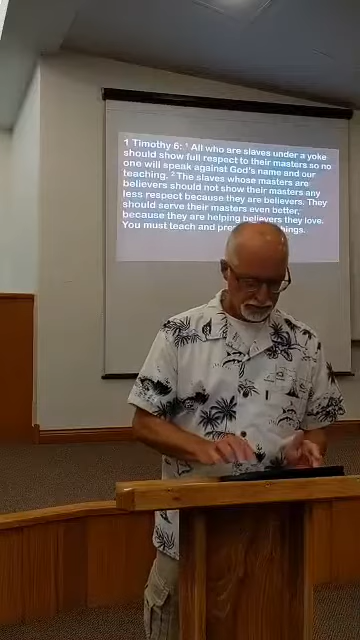 1 Timothy 6: 1 All who are slaves under a yoke
should show full respect to their masters so no
one will speak against God's name and our
teaching. 2 The slaves whose masters are
believers should not show their masters any
less respect because they are believers. They
should serve their masters even better,
because they are helping believers they love.
You must teach and ings.